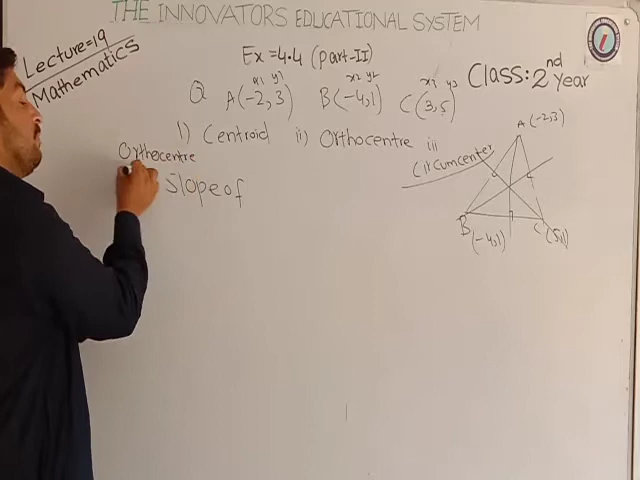 THE INNOVATORS EDUCATIONAL SYSTEM
Lecture=19
Mathematics
Ex=4.4 (part-II)
Class: 2nd year
x1 y1 x2 y2 x3 y3
Q A(-2,3) B(-4,1) C(3,5)
i) Centroid ii) Orthocentre iii
Circumcenter
Orthocentre
Slope of
A(-2,3)
B
(-4,1)
C